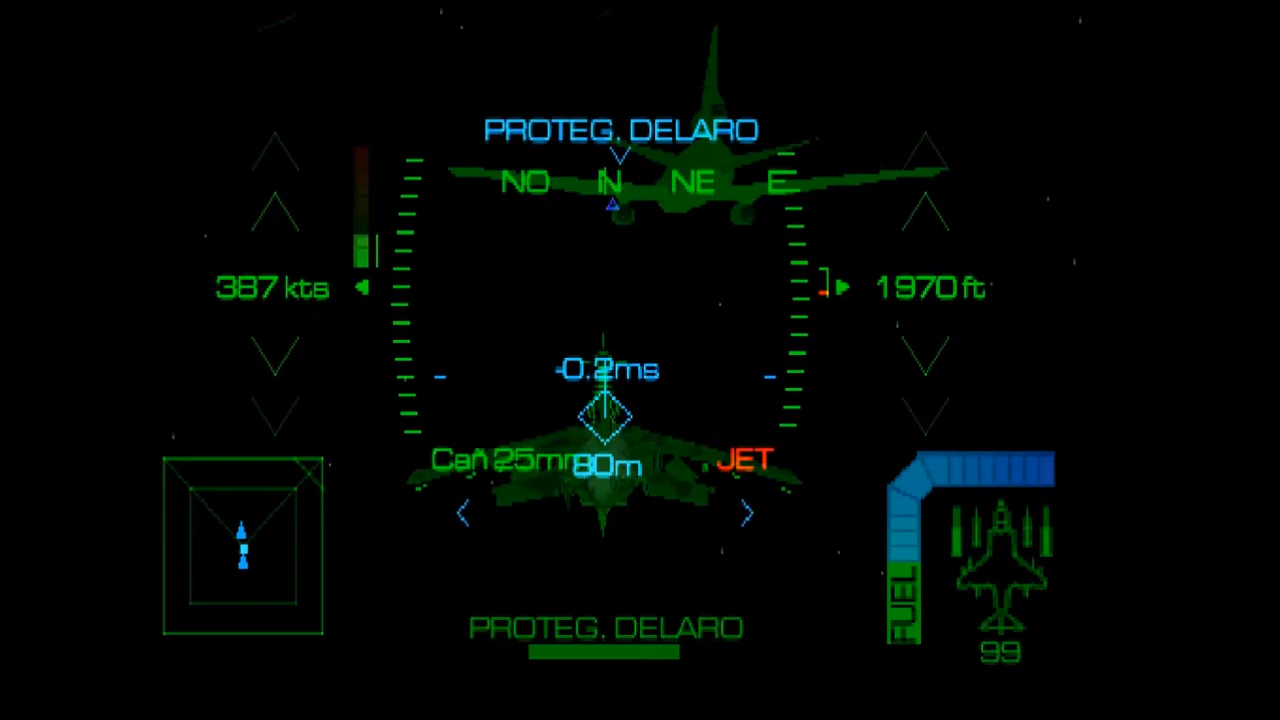 PROTEG. DELARO
NO N NE E
387 kts
1970 ft
-0.2ms
Cañ 25mm
80m
JET
FUEL
PROTEG. DELARO
99